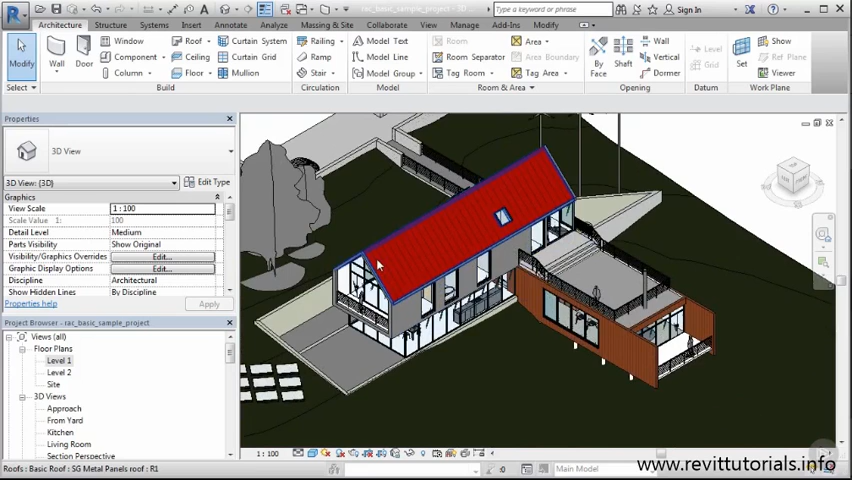 rac_basic_sample_project - ...
Type a keyword or phrase
Sign In
Architecture Structure Systems Insert Annotate Analyze Massing & Site Collaborate View Manage Add-Ins Modify
Modify
Select
Wall
Door
Window
Component
Column
Roof
Ceiling
Floor
Curtain System
Curtain Grid
Mullion
Build
Railing
Ramp
Stair
Circulation
Model Text
Model Line
Model Group
Model
Room
Room Separator
Tag Room
Area
Area Boundary
Tag Area
Room & Area
By
Face
Shaft
Wall
Vertical
Dormer
Opening
Level
Grid
Datum
Set
Show
Ref Plane
Viewer
Work Plane
Properties
3D View
3D View: {3D}
Edit Type
Graphics
View Scale 1 : 100
Scale Value 1: 100
Detail Level Medium
Parts Visibility Show Original
Visibility/Graphics Overrides Edit...
Graphic Display Options Edit...
Discipline Architectural
Show Hidden Lines By Discipline
Properties help
Apply
Project Browser - rac_basic_sample_project
Views (all)
Floor Plans
Level 1
Level 2
Site
3D Views
Approach
From Yard
Kitchen
Living Room
Section Perspective
1 : 100
Roofs : Basic Roof : SG Metal Panels roof : R1
:0
Main Model
www.revittutorials.info